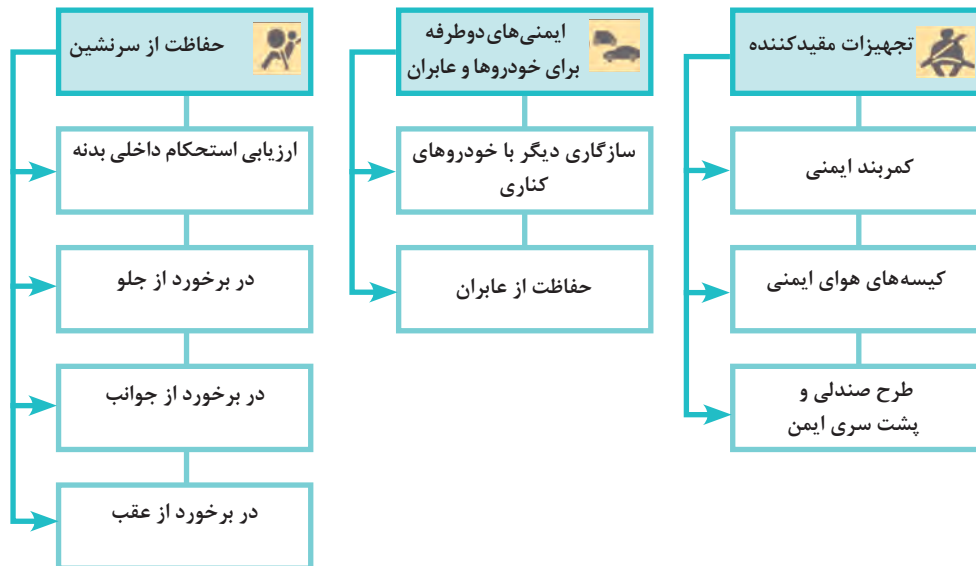 تجهیزات مقیدکننده
کمربند ایمنی
کیسه‌های هوای ایمنی
طرح صندلی و
پشت سری ایمن
ایمنی‌های دوطرفه
برای خودروها و عابران
سازگاری دیگر با خودروهای
کناری
حفاظت از عابران
حفاظت از سرنشین
ارزیابی استحکام داخلی بدنه
در برخورد از جلو
در برخورد از جوانب
در برخورد از عقب